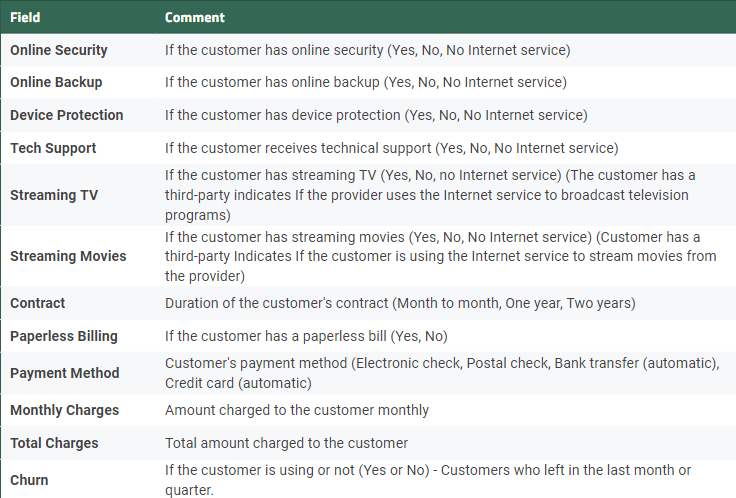 Field Comment
Online Security If the customer has online security (Yes, No, No Internet service)
Online Backup If the customer has online backup (Yes, No, No Internet service)
Device Protection If the customer has device protection (Yes, No, No Internet service)
Tech Support If the customer receives technical support (Yes, No, No Internet service)
If the customer has streaming TV (Yes, No, no Internet service) (The customer has a
Streaming TV third-party indicates If the provider uses the Internet service to broadcast television
programs)
If the customer has streaming movies (Yes, No, No Internet service) (Customer has a
Streaming Movies third-party Indicates If the customer is using the Internet service to stream movies from
the provider)
Contract Duration of the customer's contract (Month to month, One year, Two years)
Paperless Billing If the customer has a paperless bill (Yes, No)
Payment Method Customer's payment method (Electronic check, Postal check, Bank transfer (automatic),
Credit card (automatic)
Monthly Charges Amount charged to the customer monthly
Total Charges Total amount charged to the customer
Churn If the customer is using or not (Yes or No) - Customers who left in the last month or
quarter.